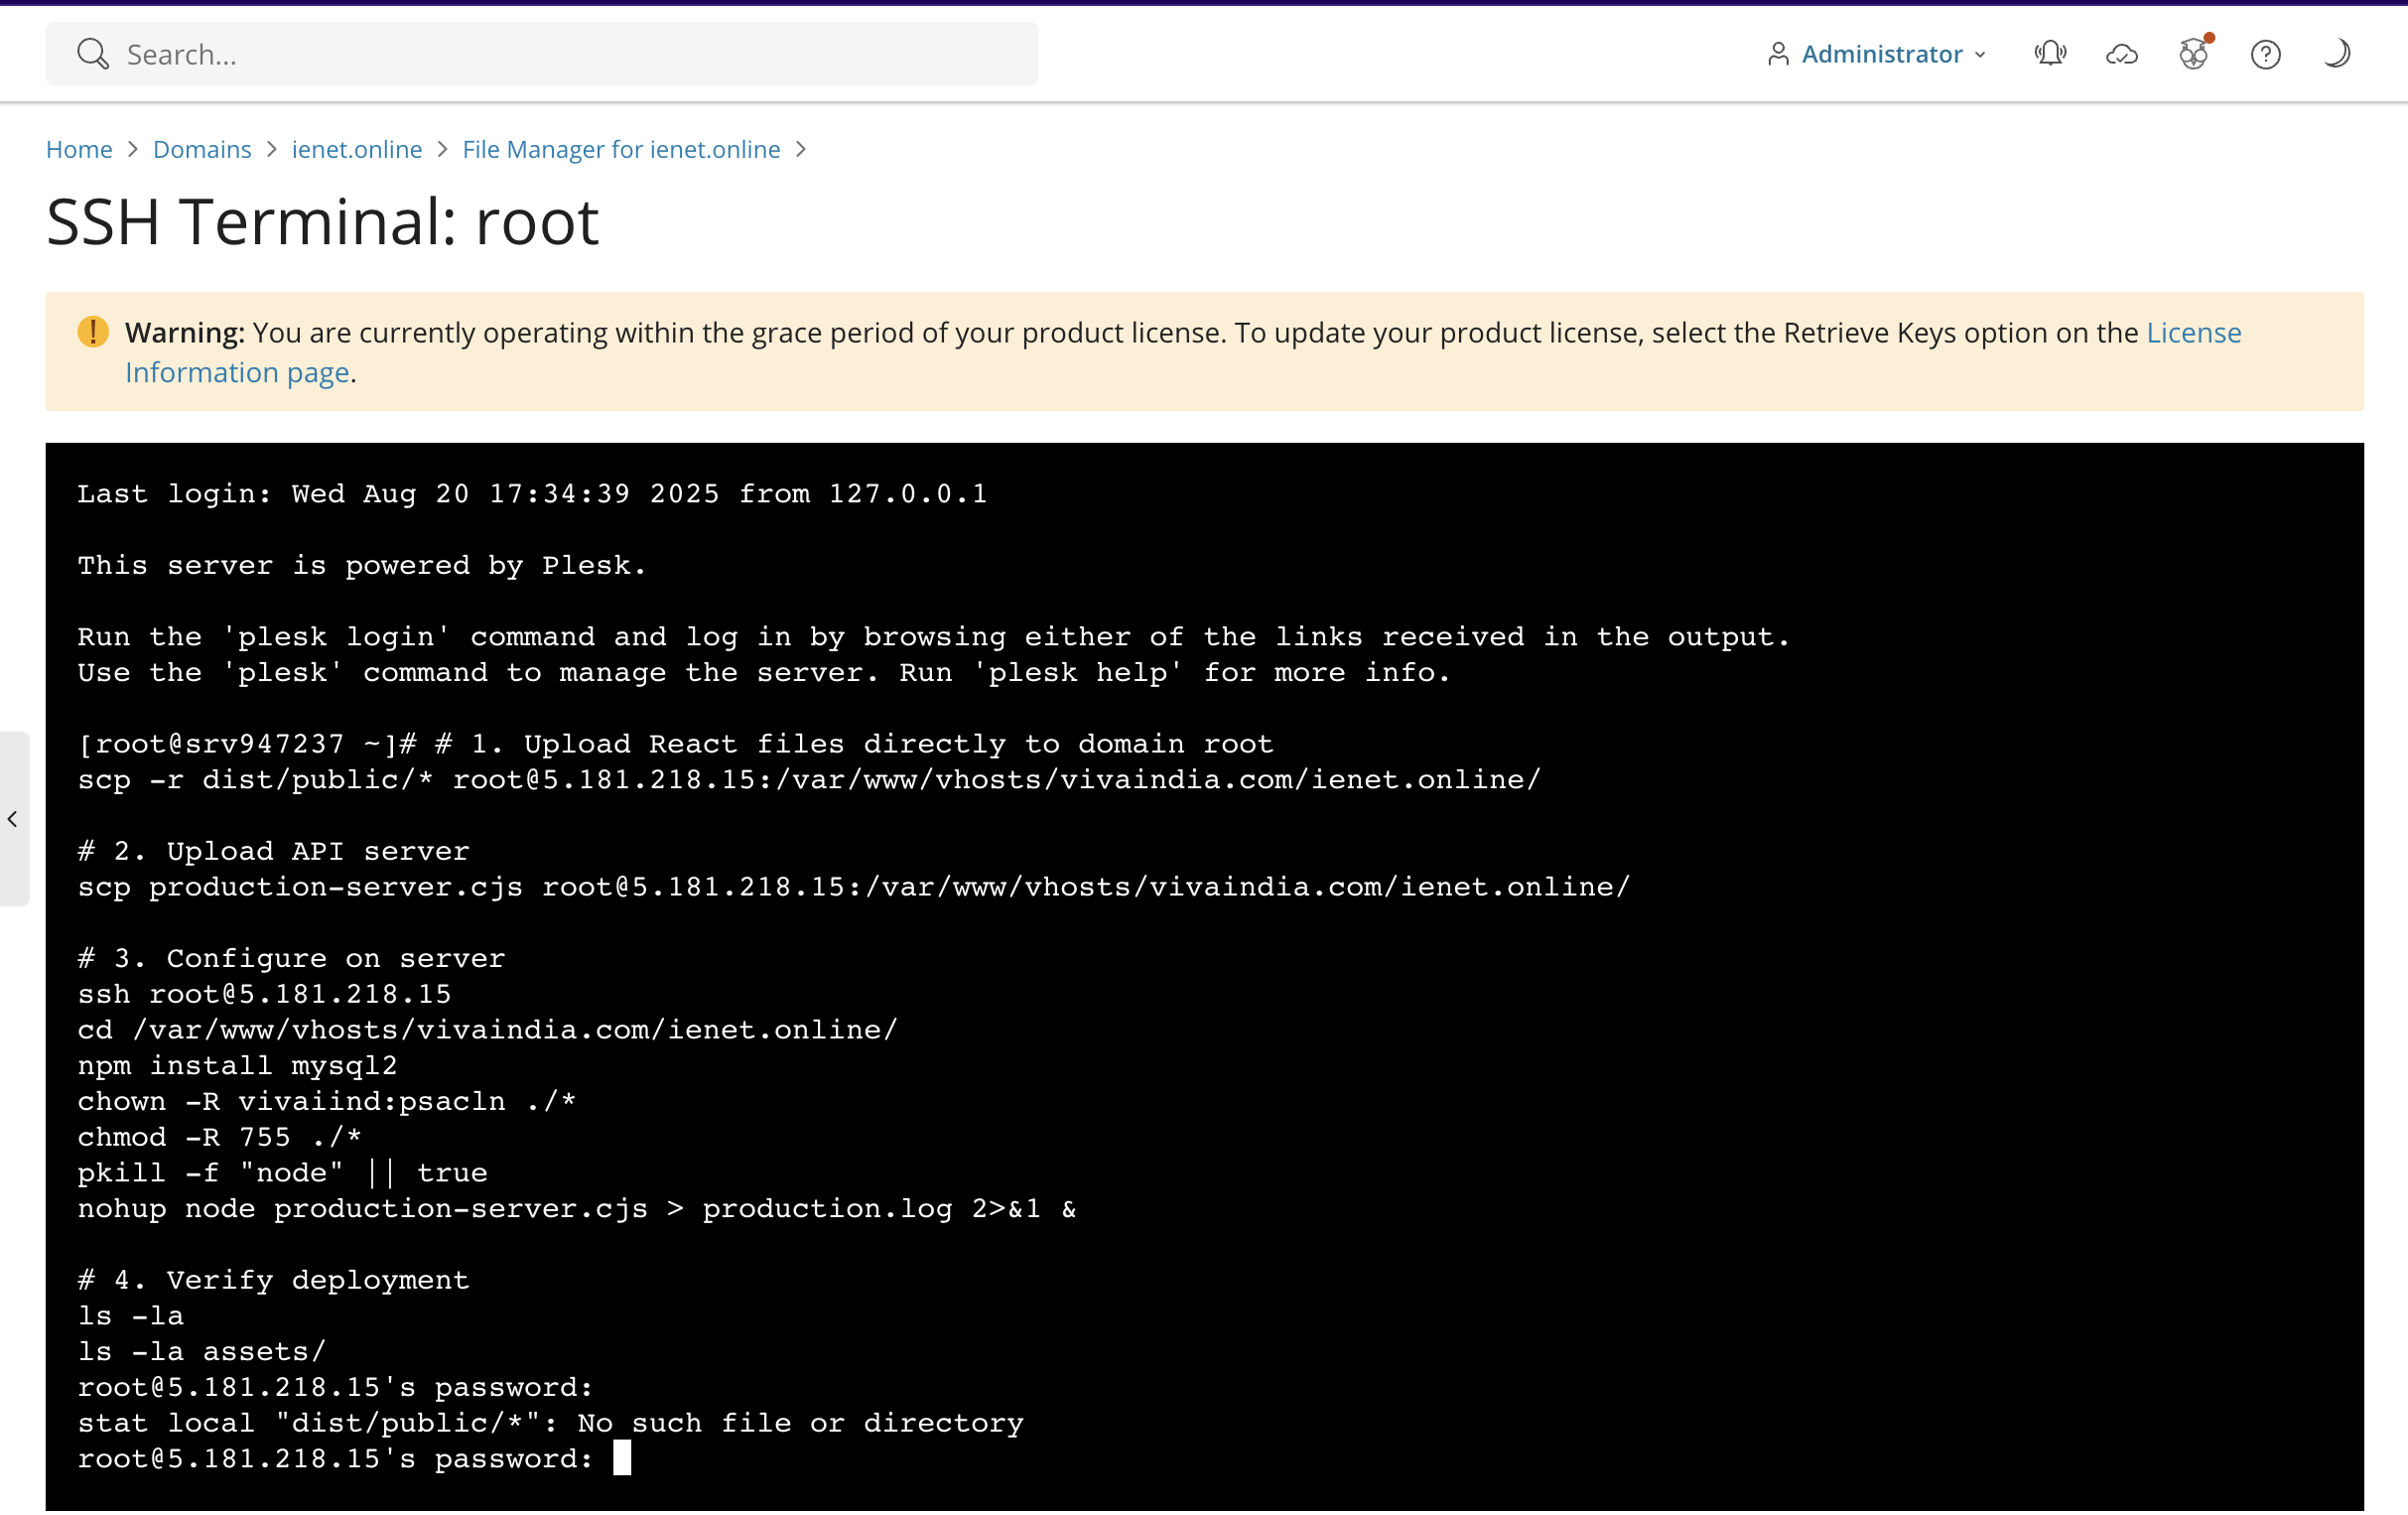 Search...
Administrator
Home > Domains > ienet.online > File Manager for ienet.online >
SSH Terminal: root
Warning: You are currently operating within the grace period of your product license. To update your product license, select the Retrieve Keys option on the License
Information page.
Last login: Wed Aug 20 17:34:39 2025 from 127.0.0.1
This server is powered by Plesk.
Run the 'plesk login' command and log in by browsing either of the links received in the output.
Use the 'plesk' command to manage the server. Run 'plesk help' for more info.
[root@srv947237 ~]# # 1. Upload React files directly to domain root
scp -r dist/public/* root@5.181.218.15:/var/www/vhosts/vivaindia.com/ienet.online/
# 2. Upload API server
scp production-server.cjs root@5.181.218.15:/var/www/vhosts/vivaindia.com/ienet.online/
# 3. Configure on server
ssh root@5.181.218.15
cd /var/www/vhosts/vivaindia.com/ienet.online/
npm install mysql2
chown -R vivaiind:psacln ./*
chmod -R 755 ./*
pkill -f "node" || true
nohup node production-server.cjs > production.log 2>&1 &
# 4. Verify deployment
ls -la
ls -la assets/
root@5.181.218.15's password:
stat local "dist/public/*": No such file or directory
root@5.181.218.15's password: